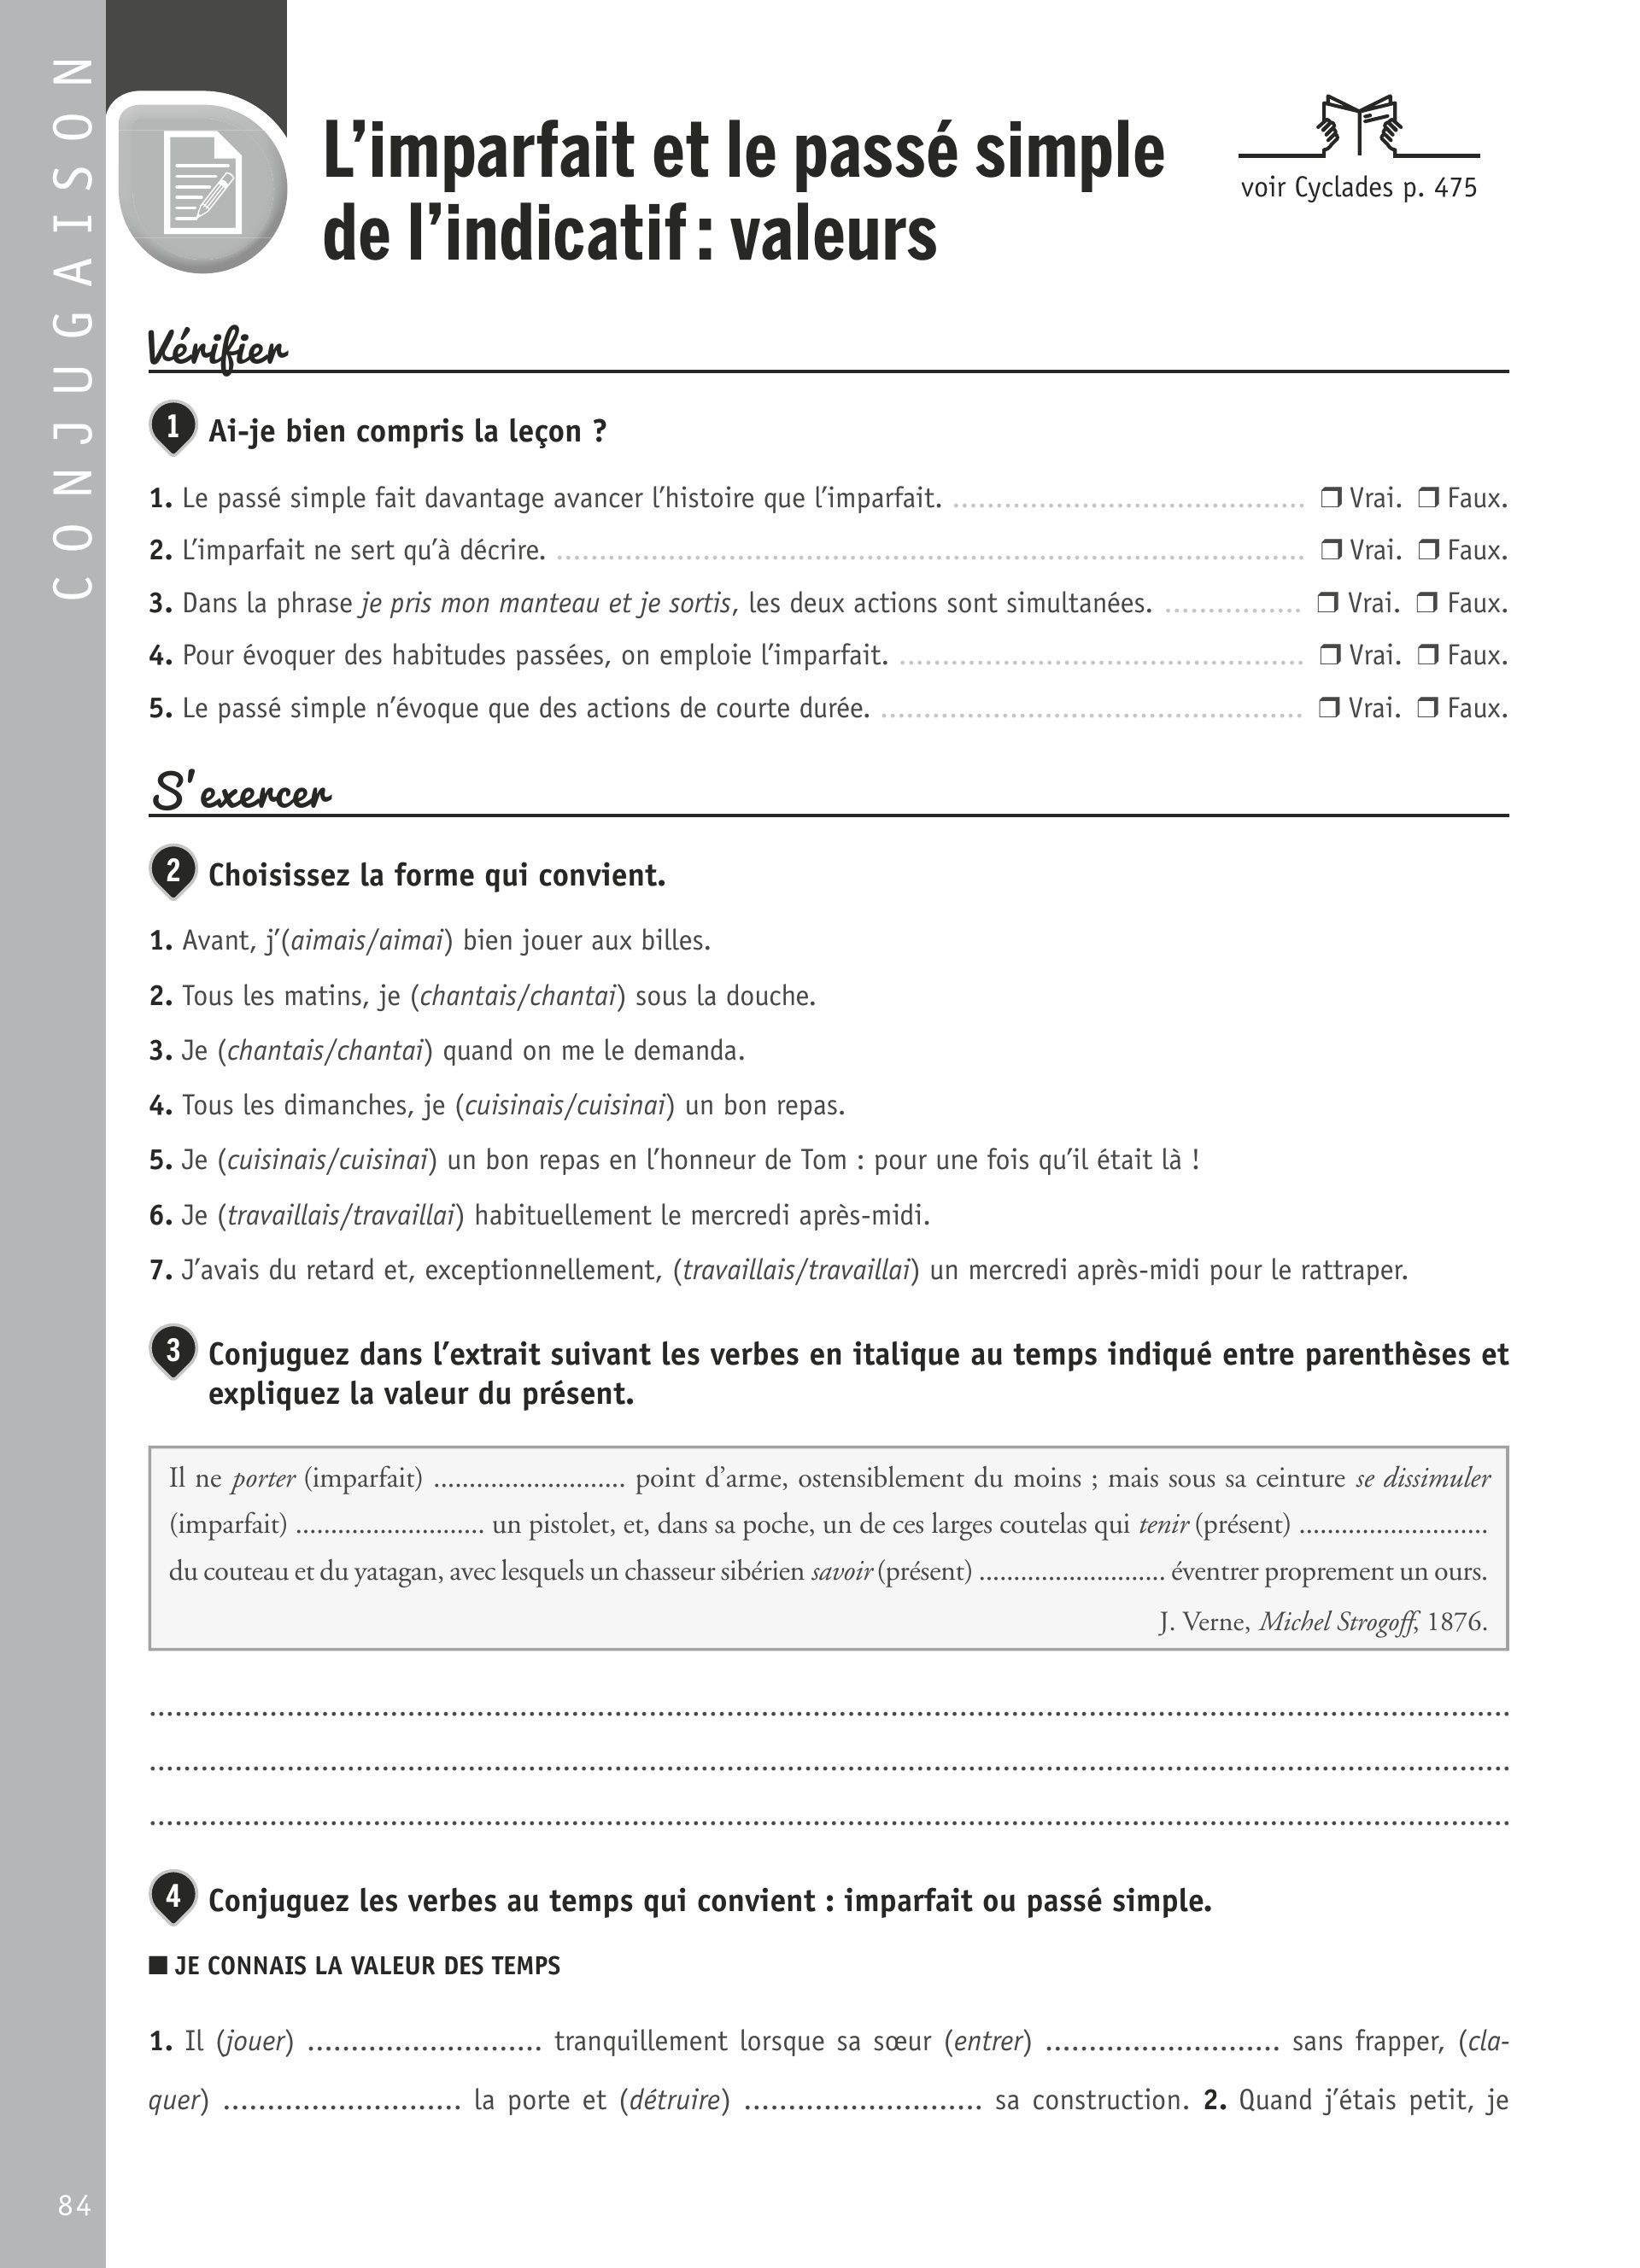 CONJUGAISON
L’imparfait et le passé simple
de l’indicatif : valeurs
voir Cyclades p. 475
Vérifier
1 Ai-je bien compris la leçon ?
1. Le passé simple fait davantage avancer l’histoire que l’imparfait. ........................................ ❒ Vrai. ❒ Faux.
2. L’imparfait ne sert qu’à décrire. ........................................ ❒ Vrai. ❒ Faux.
3. Dans la phrase je pris mon manteau et je sortis, les deux actions sont simultanées. ................ ❒ Vrai. ❒ Faux.
4. Pour évoquer des habitudes passées, on emploie l’imparfait. ........................................ ❒ Vrai. ❒ Faux.
5. Le passé simple n’évoque que des actions de courte durée. ........................................ ❒ Vrai. ❒ Faux.
S’exercer
2 Choisissez la forme qui convient.
1. Avant, j’(aimais/aimai) bien jouer aux billes.
2. Tous les matins, je (chantais/chantai) sous la douche.
3. Je (chantais/chantai) quand on me le demanda.
4. Tous les dimanches, je (cuisinais/cuisinai) un bon repas.
5. Je (cuisinais/cuisinai) un bon repas en l’honneur de Tom : pour une fois qu’il était là !
6. Je (travaillais/travaillai) habituellement le mercredi après-midi.
7. J’avais du retard et, exceptionnellement, (travaillais/travaillai) un mercredi après-midi pour le rattraper.
3 Conjuguez dans l’extrait suivant les verbes en italique au temps indiqué entre parenthèses et
expliquez la valeur du présent.
Il ne porter (imparfait) ........................... point d’arme, ostensiblement du moins ; mais sous sa ceinture se dissimuler
(imparfait) ........................... un pistolet, et, dans sa poche, un de ces larges coutelas qui tenir (présent) ...........................
du couteau et du yatagan, avec lesquels un chasseur sibérien savoir (présent) ........................... éventrer proprement un ours.
J. Verne, Michel Strogoff, 1876.
4 Conjuguez les verbes au temps qui convient : imparfait ou passé simple.
■ JE CONNAIS LA VALEUR DES TEMPS
1. Il (jouer) ........................... tranquillement lorsque sa sœur (entrer) ........................... sans frapper, (cla-
quer) ........................... la porte et (détruire) ........................... sa construction. 2. Quand j’étais petit, je
84